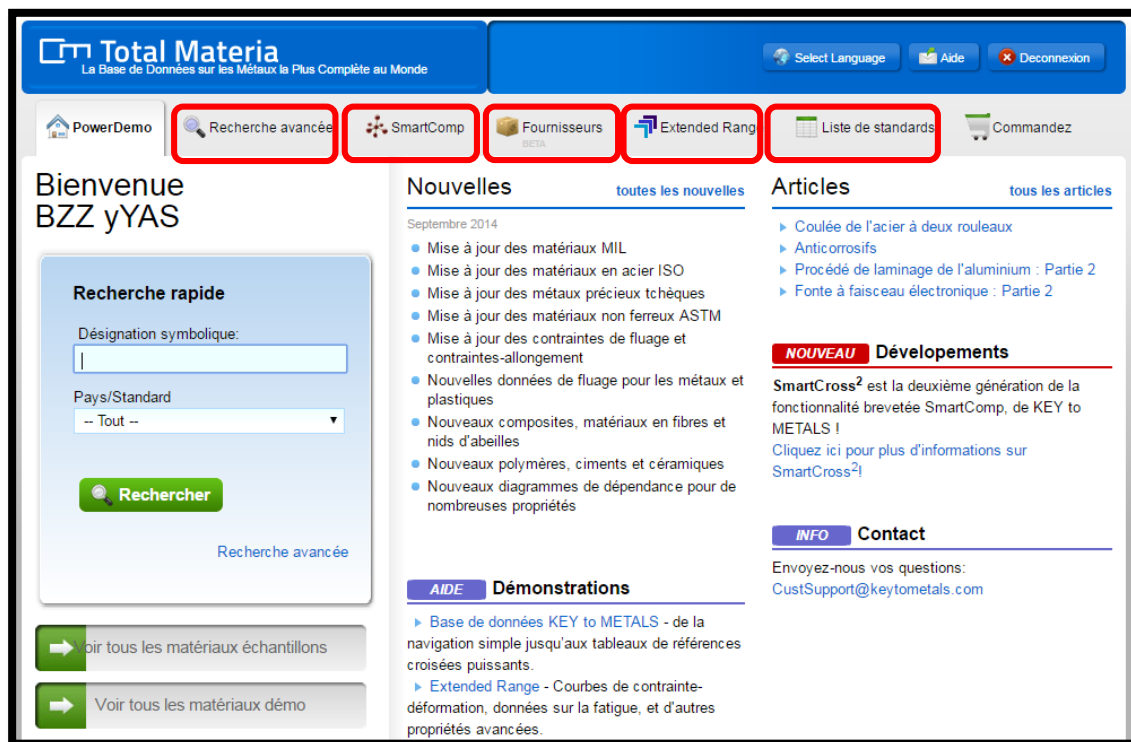 Total Materia
La Base de Données sur les Métaux la Plus Complète au Monde
Select Language
Aide
Deconnexion
PowerDemo
Recherche avancée
SmartComp
Fournisseurs
BETA
Extended Range
Liste de standards
Commandez
Bienvenue
BZZ yYAS
Recherche rapide
Désignation symbolique:
Pays/Standard
-- Tout --
Rechercher
Recherche avancée
Voir tous les matériaux échantillons
Voir tous les matériaux démo
Nouvelles
toutes les nouvelles
Septembre 2014
Mise à jour des matériaux MIL
Mise à jour des matériaux en acier ISO
Mise à jour des métaux précieux tchèques
Mise à jour des matériaux non ferreux ASTM
Mise à jour des contraintes de fluage et
contraintes-allongement
Nouvelles données de fluage pour les métaux et
plastiques
Nouveaux composites, matériaux en fibres et
nids d'abeilles
Nouveaux polymères, ciments et céramiques
Nouveaux diagrammes de dépendance pour de
nombreuses propriétés
AIDE Démonstrations
Base de données KEY to METALS - de la
navigation simple jusqu'aux tableaux de références
croisées puissants.
Extended Range - Courbes de contrainte-
déformation, données sur la fatigue, et d'autres
propriétés avancées.
Articles
tous les articles
Coulée de l'acier à deux rouleaux
Anticorrosifs
Procédé de laminage de l'aluminium : Partie 2
Fonte à faisceau électronique : Partie 2
NOUVEAU Dévelopements
SmartCross² est la deuxième génération de la
fonctionnalité brevetée SmartComp, de KEY to
METALS !
Cliquez ici pour plus d'informations sur
SmartCross²!
INFO Contact
Envoyez-nous vos questions:
CustSupport@keytometals.com